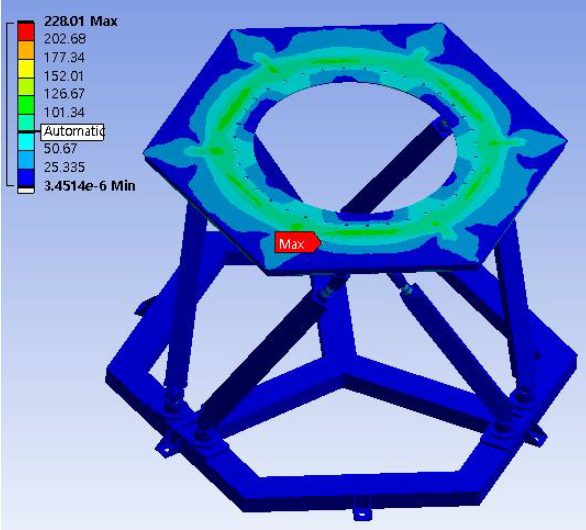 228.01 Max
202.68
177.34
152.01
126.67
101.34
Automatic
50.67
25.335
3.4514e-6 Min
Max